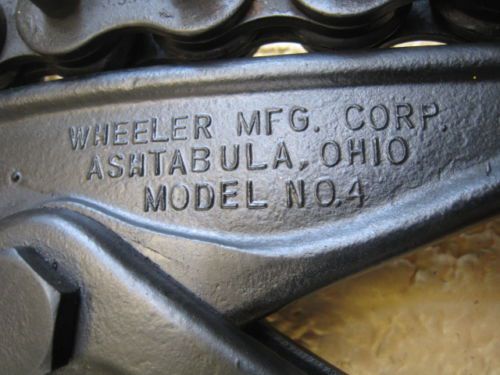 WHEELER MFG. CORP.
ASHTABULA, OHIO
MODEL NO.4